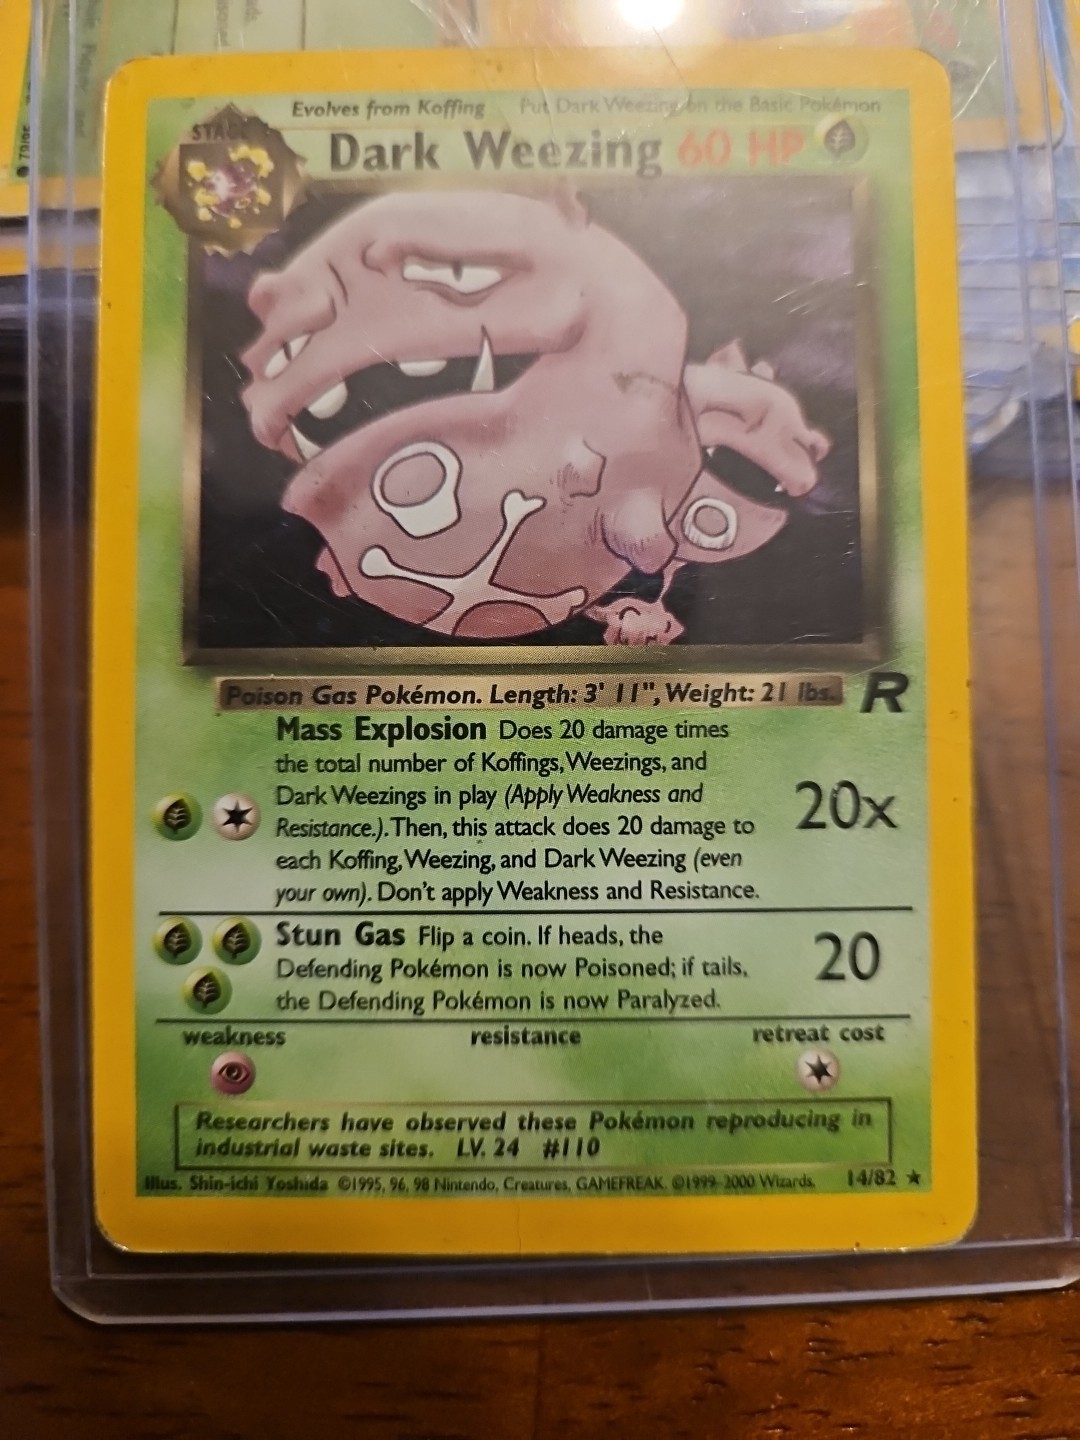 79/95
Evolves from Koffing Put Dark Weezing on the Basic Pokémon
STAGE
Dark Weezing 60 HP
Poison Gas Pokémon. Length: 3' 11", Weight: 21 lbs. R
Mass Explosion Does 20 damage times
the total number of Koffings, Weezings, and
Dark Weezings in play (Apply Weakness and
Resistance.). Then, this attack does 20 damage to
each Koffing, Weezing, and Dark Weezing (even
your own). Don't apply Weakness and Resistance.
20x
Stun Gas Flip a coin. If heads, the
Defending Pokémon is now Poisoned; if tails,
the Defending Pokémon is now Paralyzed.
20
weakness resistance retreat cost
Researchers have observed these Pokémon reproducing in
industrial waste sites. LV. 24 #110
Illus. Shin-ichi Yoshida ©1995, 96, 98 Nintendo, Creatures, GAMEFREAK. ©1999-2000 Wizards. 14/82 ★